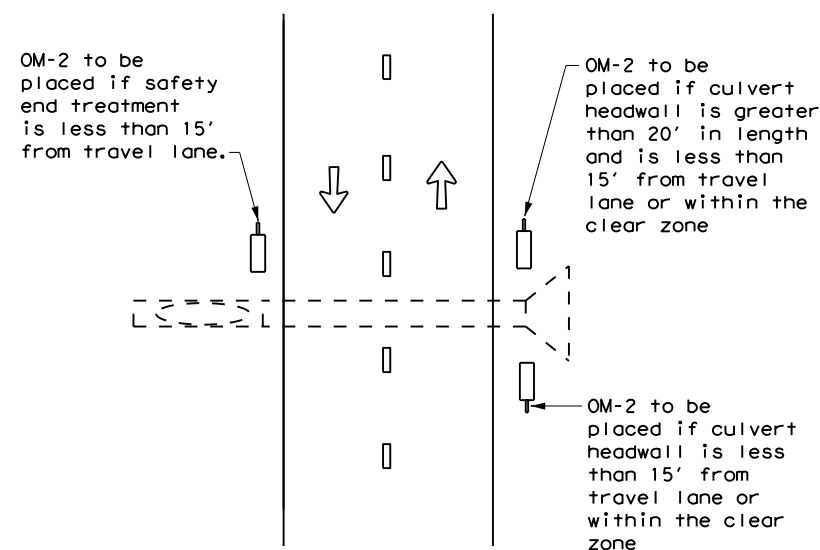 OM-2 to be
placed if safety
end treatment
is less than 15'
from travel lane.
OM-2 to be
placed if culvert
headwall is greater
than 20' in length
and is less than
15' from travel
lane or within the
clear zone
OM-2 to be
placed if culvert
headwall is less
than 15' from
travel lane or
within the clear
zone